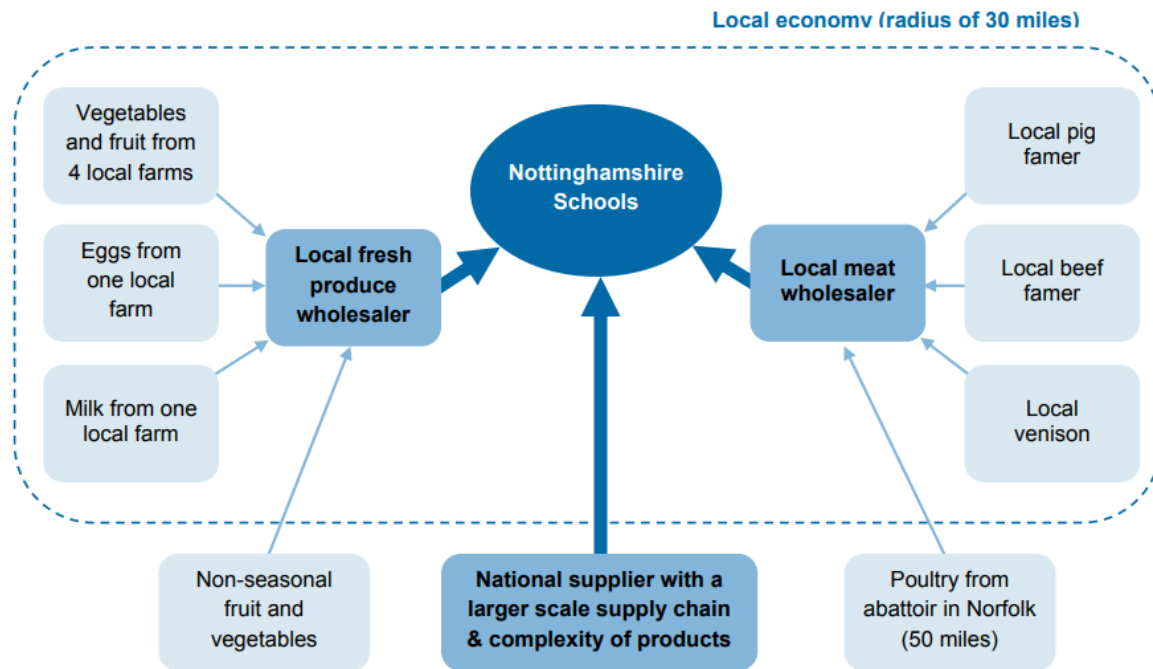 Local economy (radius of 30 miles)
Vegetables
and fruit from
4 local farms
Eggs from
one local
farm
Milk from one
local farm
Local fresh
produce
wholesaler
Nottinghamshire
Schools
Local meat
wholesaler
Local pig
famer
Local beef
famer
Local
venison
Non-seasonal
fruit and
vegetables
National supplier with a
larger scale supply chain
& complexity of products
Poultry from
abattoir in Norfolk
(50 miles)